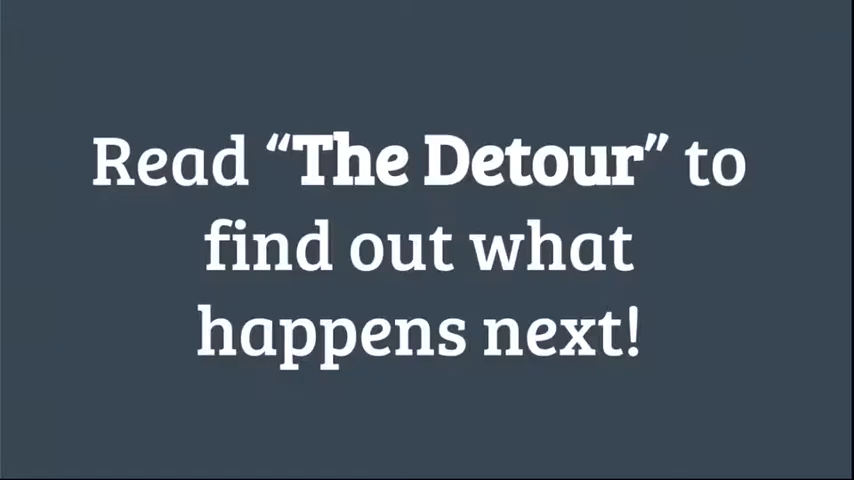 Read “The Detour” to
find out what
happens next!